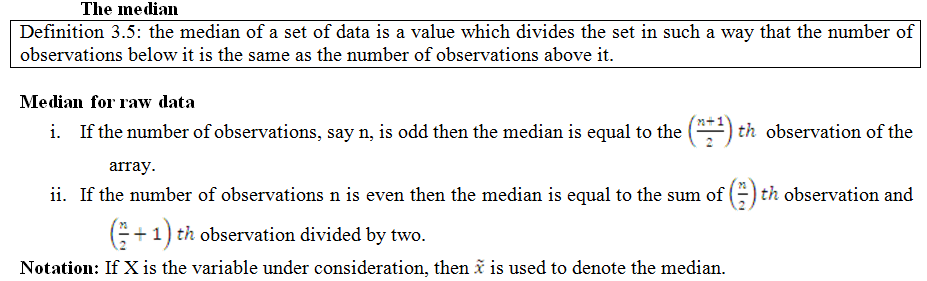 The median
Definition 3.5: the median of a set of data is a value which divides the set in such a way that the number of
observations below it is the same as the number of observations above it.
Median for raw data
i. If the number of observations, say n, is odd then the median is equal to the (n+1/2) th observation of the
array.
ii. If the number of observations n is even then the median is equal to the sum of (n/2) th observation and
(n/2 + 1) th observation divided by two.
Notation: If X is the variable under consideration, then x̃ is used to denote the median.